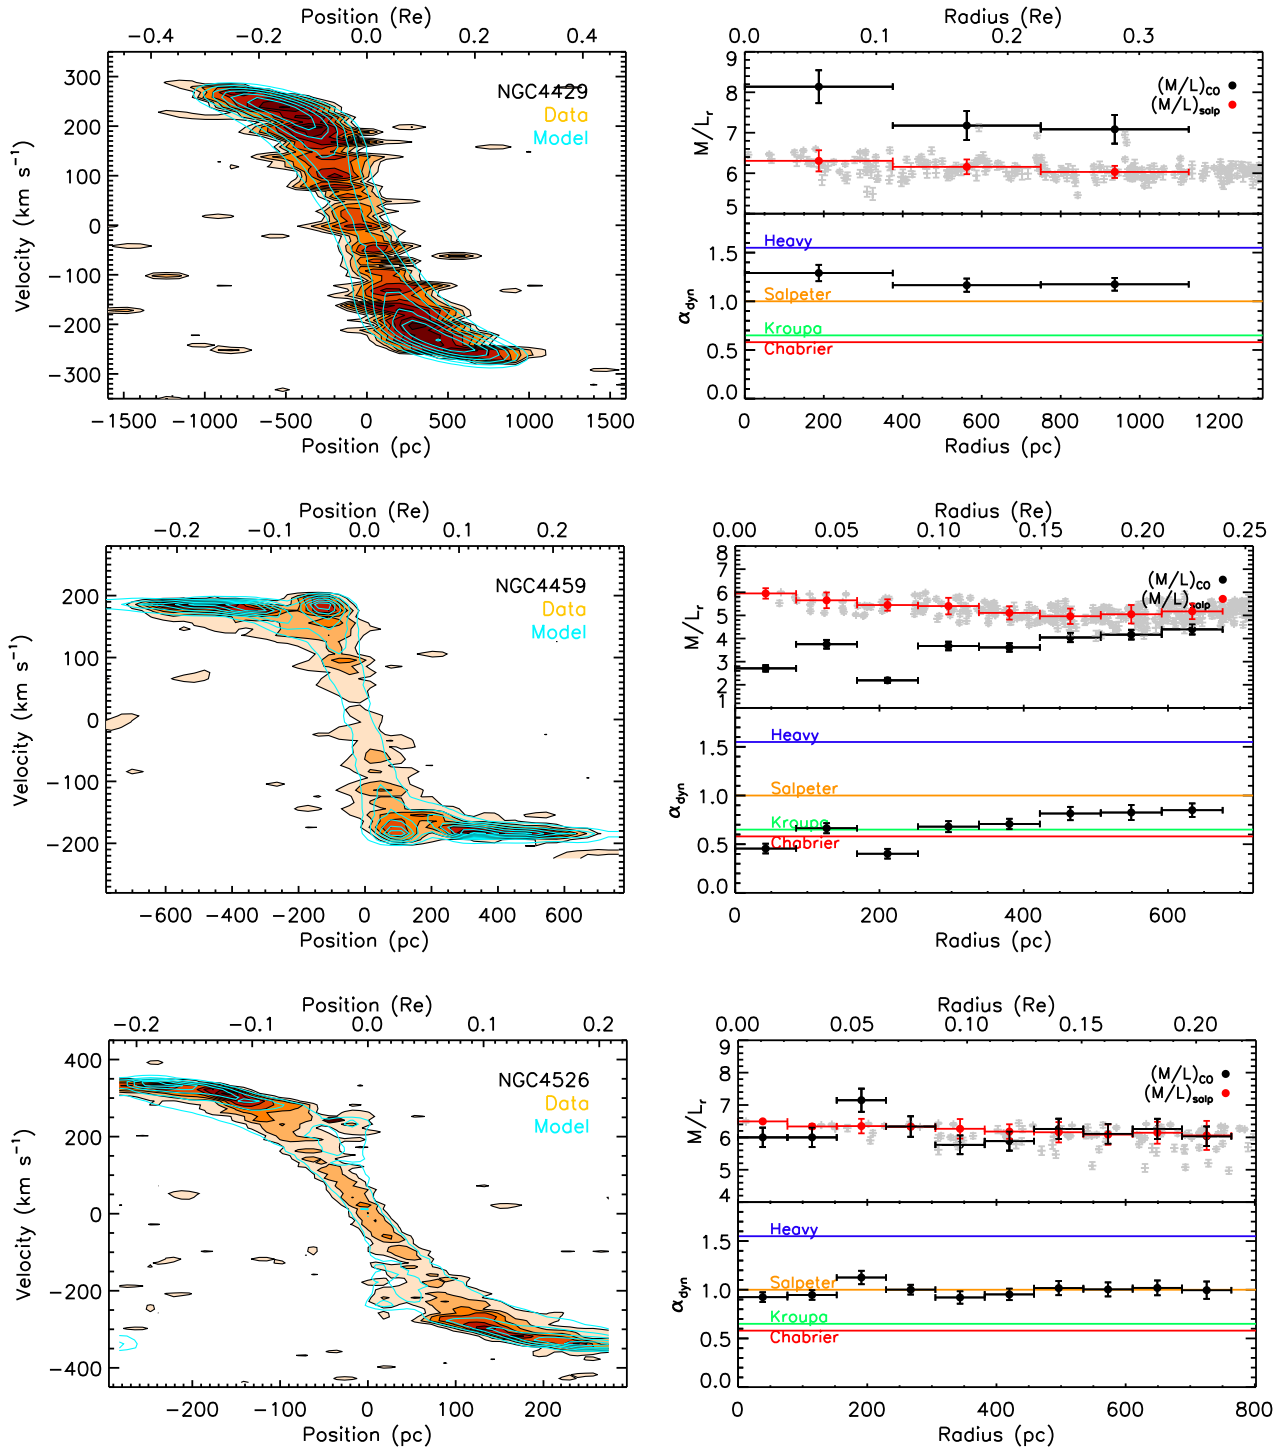 Position (Re)
-0.4 -0.2 -0.0 0.2 0.4
NGC4429
Data
Model
300
200
100
0
-100
-200
-300
Velocity (km s⁻¹)
-1500 -1000 -500 0 500 1000 1500
Position (pc)
Radius (Re)
0.0 0.1 0.2 0.3
9
8
7
6
5
M/Lr
(M/L)CO
(M/L)salp
1.5
1.0
0.5
0.0
αdyn
Heavy
Salpeter
Kroupa
Chabrier
0 200 400 600 800 1000 1200
Radius (pc)
Position (Re)
-0.2 -0.1 0.0 0.1 0.2
NGC4459
Data
Model
200
100
0
-100
-200
Velocity (km s⁻¹)
-600 -400 -200 0 200 400 600
Position (pc)
Radius (Re)
0.00 0.05 0.10 0.15 0.20 0.25
8
7
6
5
4
3
2
1
M/Lr
(M/L)CO
(M/L)salp
1.5
1.0
0.5
0.0
αdyn
Heavy
Salpeter
Kroupa
Chabrier
0 200 400 600
Radius (pc)
Position (Re)
-0.2 -0.1 0.0 0.1 0.2
NGC4526
Data
Model
400
200
0
-200
-400
Velocity (km s⁻¹)
-200 -100 0 100 200
Position (pc)
Radius (Re)
0.00 0.05 0.10 0.15 0.20
9
8
7
6
5
4
M/Lr
(M/L)CO
(M/L)salp
1.5
1.0
0.5
0.0
αdyn
Heavy
Salpeter
Kroupa
Chabrier
0 200 400 600 800
Radius (pc)